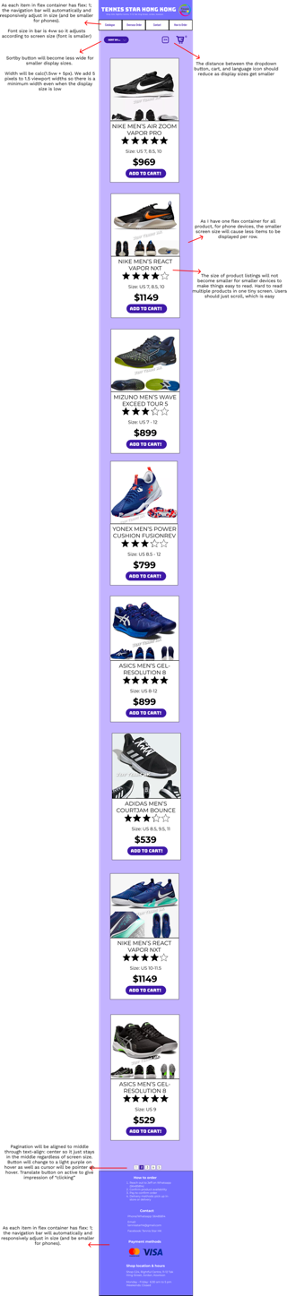 As each item in flex container has flex: 1;
the navigation bar will automatically and
responsively adjust in size (and be smaller
for phones).
Font size in bar is 4vw so it adjusts
according to screen size (font is smaller)
Sortby button will become less wide for
smaller display sizes.
Width will be calc(1.5vw + 5px). We add 5
pixels to 1.5 viewport widths so there is a
minimum width even when the display
size is low
TENNIS STAR HONG KONG
The distance between the dropdown
button, cart, and language icon should
reduce as display sizes get smaller
NIKE MEN'S AIR ZOOM
VAPOR PRO
Size: US 7, 8.5, 10
$969
ADD TO CART!
As I have one flex container for all
product, for phone devices, the smaller
screen size will cause less items to be
displayed per row.
NIKE MEN'S REACT
VAPOR NXT
Size: US 7, 8.5, 10
$1149
ADD TO CART!
The size of product listings will not
become smaller for smaller devices to
make things easy to read. Hard to read
multiple products in one tiny screen. Users
should just scroll, which is easy
MIZUNO MEN'S WAVE
EXCEED TOUR 5
Size: US 7 - 12
$899
ADD TO CART!
YONEX MEN'S POWER
CUSHION FUSIONREV
Size: US 8.5 - 12
$799
ADD TO CART!
ASICS MEN'S GEL-
RESOLUTION 8
Size: US 8-12
$899
ADD TO CART!
ADIDAS MEN'S
COURTJAM BOUNCE
Size: US 8.5, 9.5, 11
$539
ADD TO CART!
NIKE MEN'S REACT
VAPOR NXT
Size: US 10-11.5
$1149
ADD TO CART!
ASICS MEN'S GEL-
RESOLUTION 8
Size: US 9
$529
ADD TO CART!
Pagination will be aligned to middle
through text-align: center so it just stays
in the middle regardless of screen size.
Button will change to a light purple on
hover as well as cursor will be pointer on
hover. Translate button on active to give
impression of "clicking"
How to order
Contact
As each item in flex container has flex: 1;
the navigation bar will automatically and
responsively adjust in size (and be smaller
for phones).
Payment methods
VISA
Shop location & hours